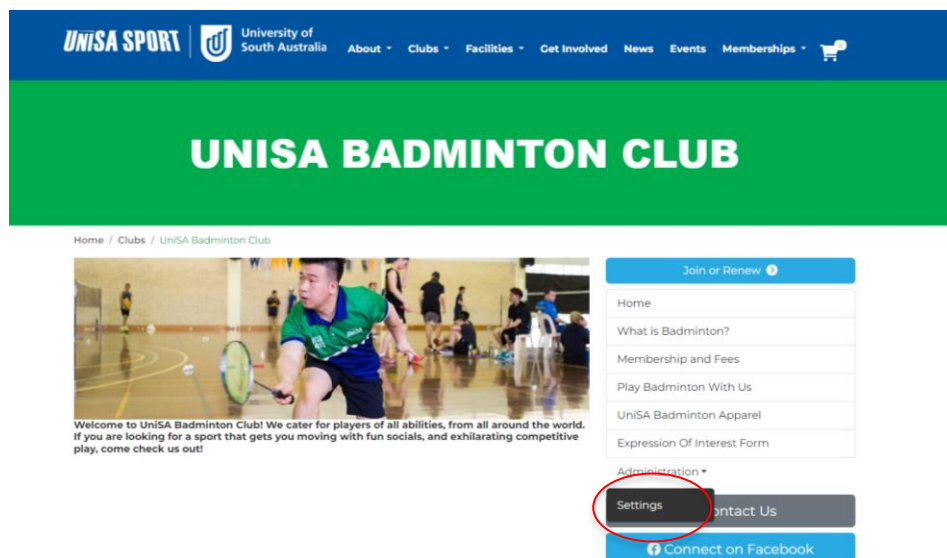 UNISA SPORT
University of
South Australia
About
Clubs
Facilities
Get Involved
News
Events
Memberships
UNISA BADMINTON CLUB
Home / Clubs / UniSA Badminton Club
Join or Renew
Welcome to UniSA Badminton Club! We cater for players of all abilities, from all around the world.
If you are looking for a sport that gets you moving with fun socials, and exhilarating competitive
play, come check us out!
Home
What is Badminton?
Membership and Fees
Play Badminton With Us
UniSA Badminton Apparel
Expression Of Interest Form
Administration
Settings
ontact Us
Connect on Facebook